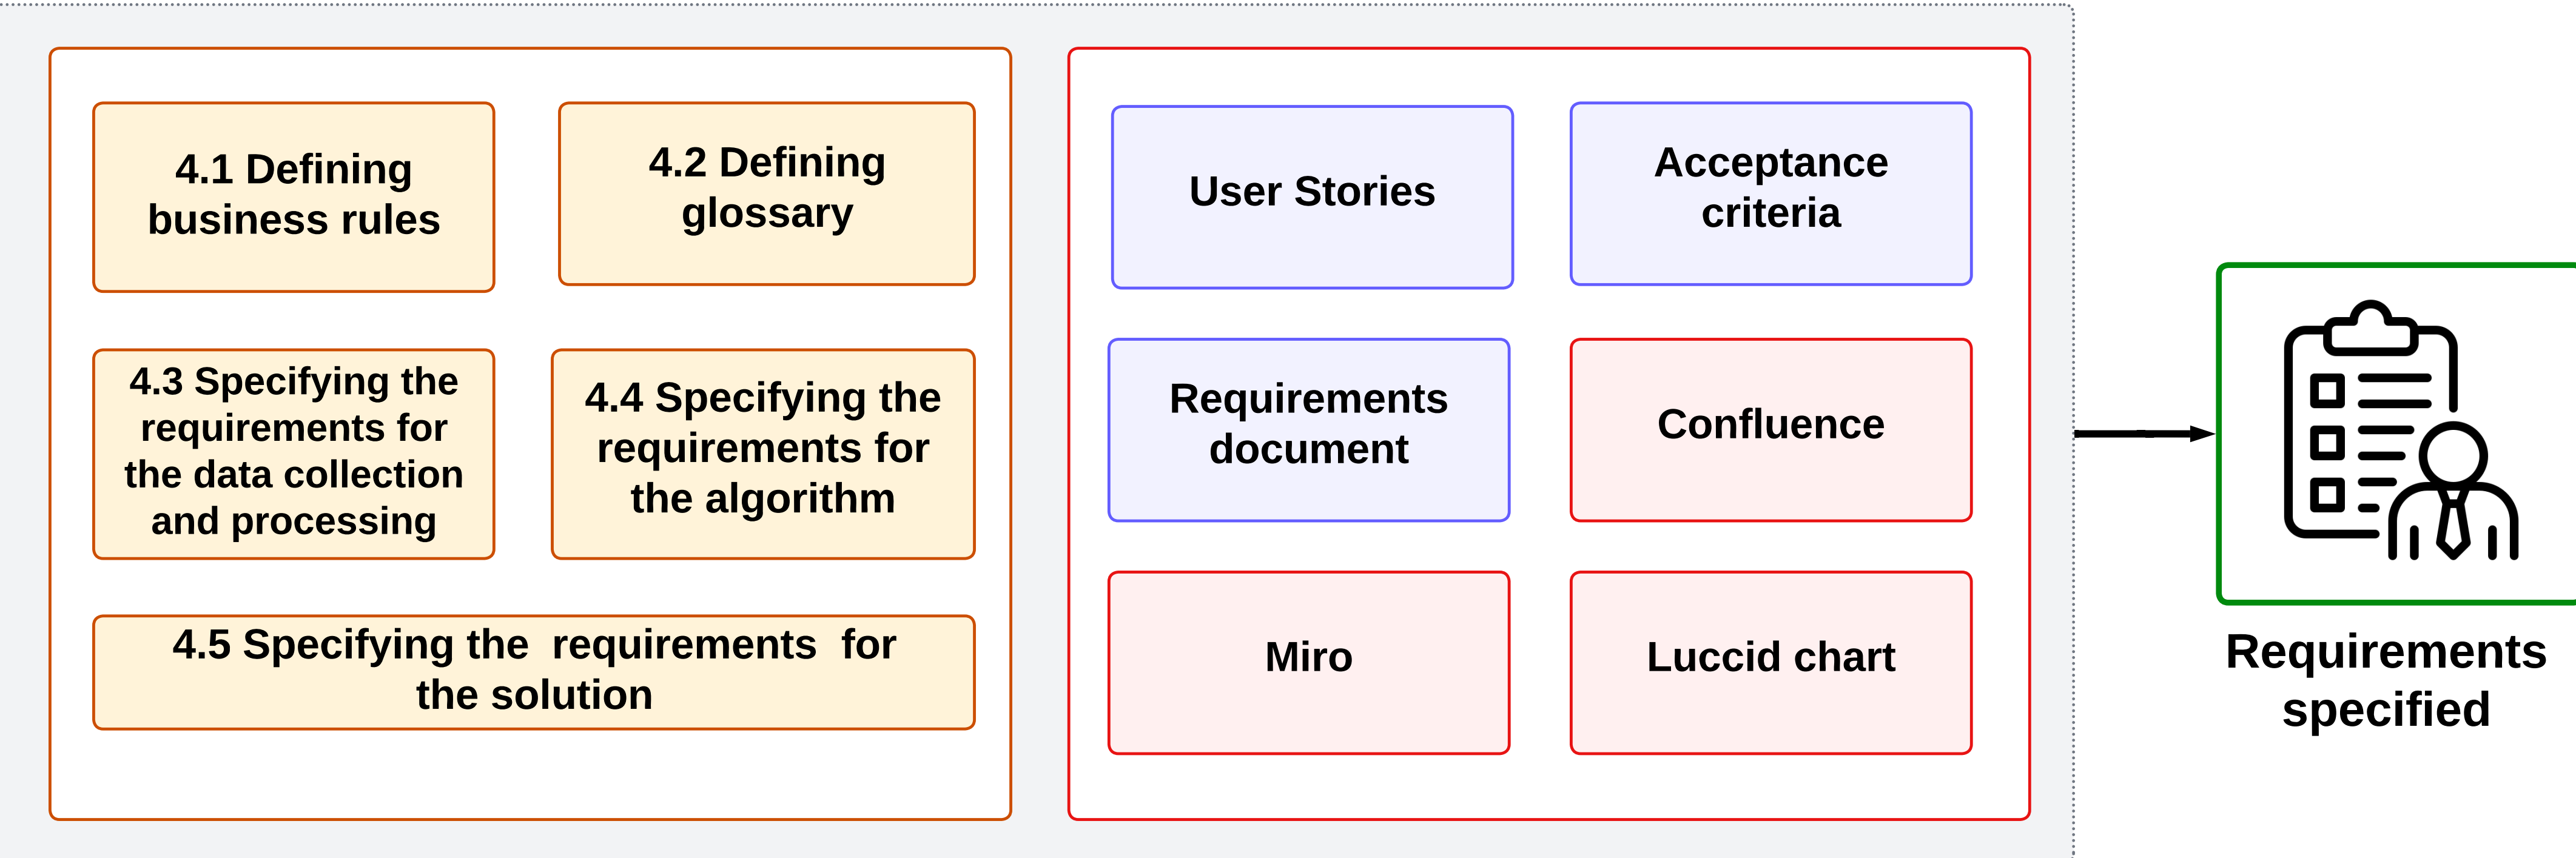 4.1 Defining
business rules
4.2 Defining
glossary
4.3 Specifying the
requirements for
the data collection
and processing
4.4 Specifying the
requirements for
the algorithm
4.5 Specifying the  requirements  for
the solution
User Stories
Acceptance
criteria
Requirements
document
Confluence
Miro
Luccid chart
Requirements
specified